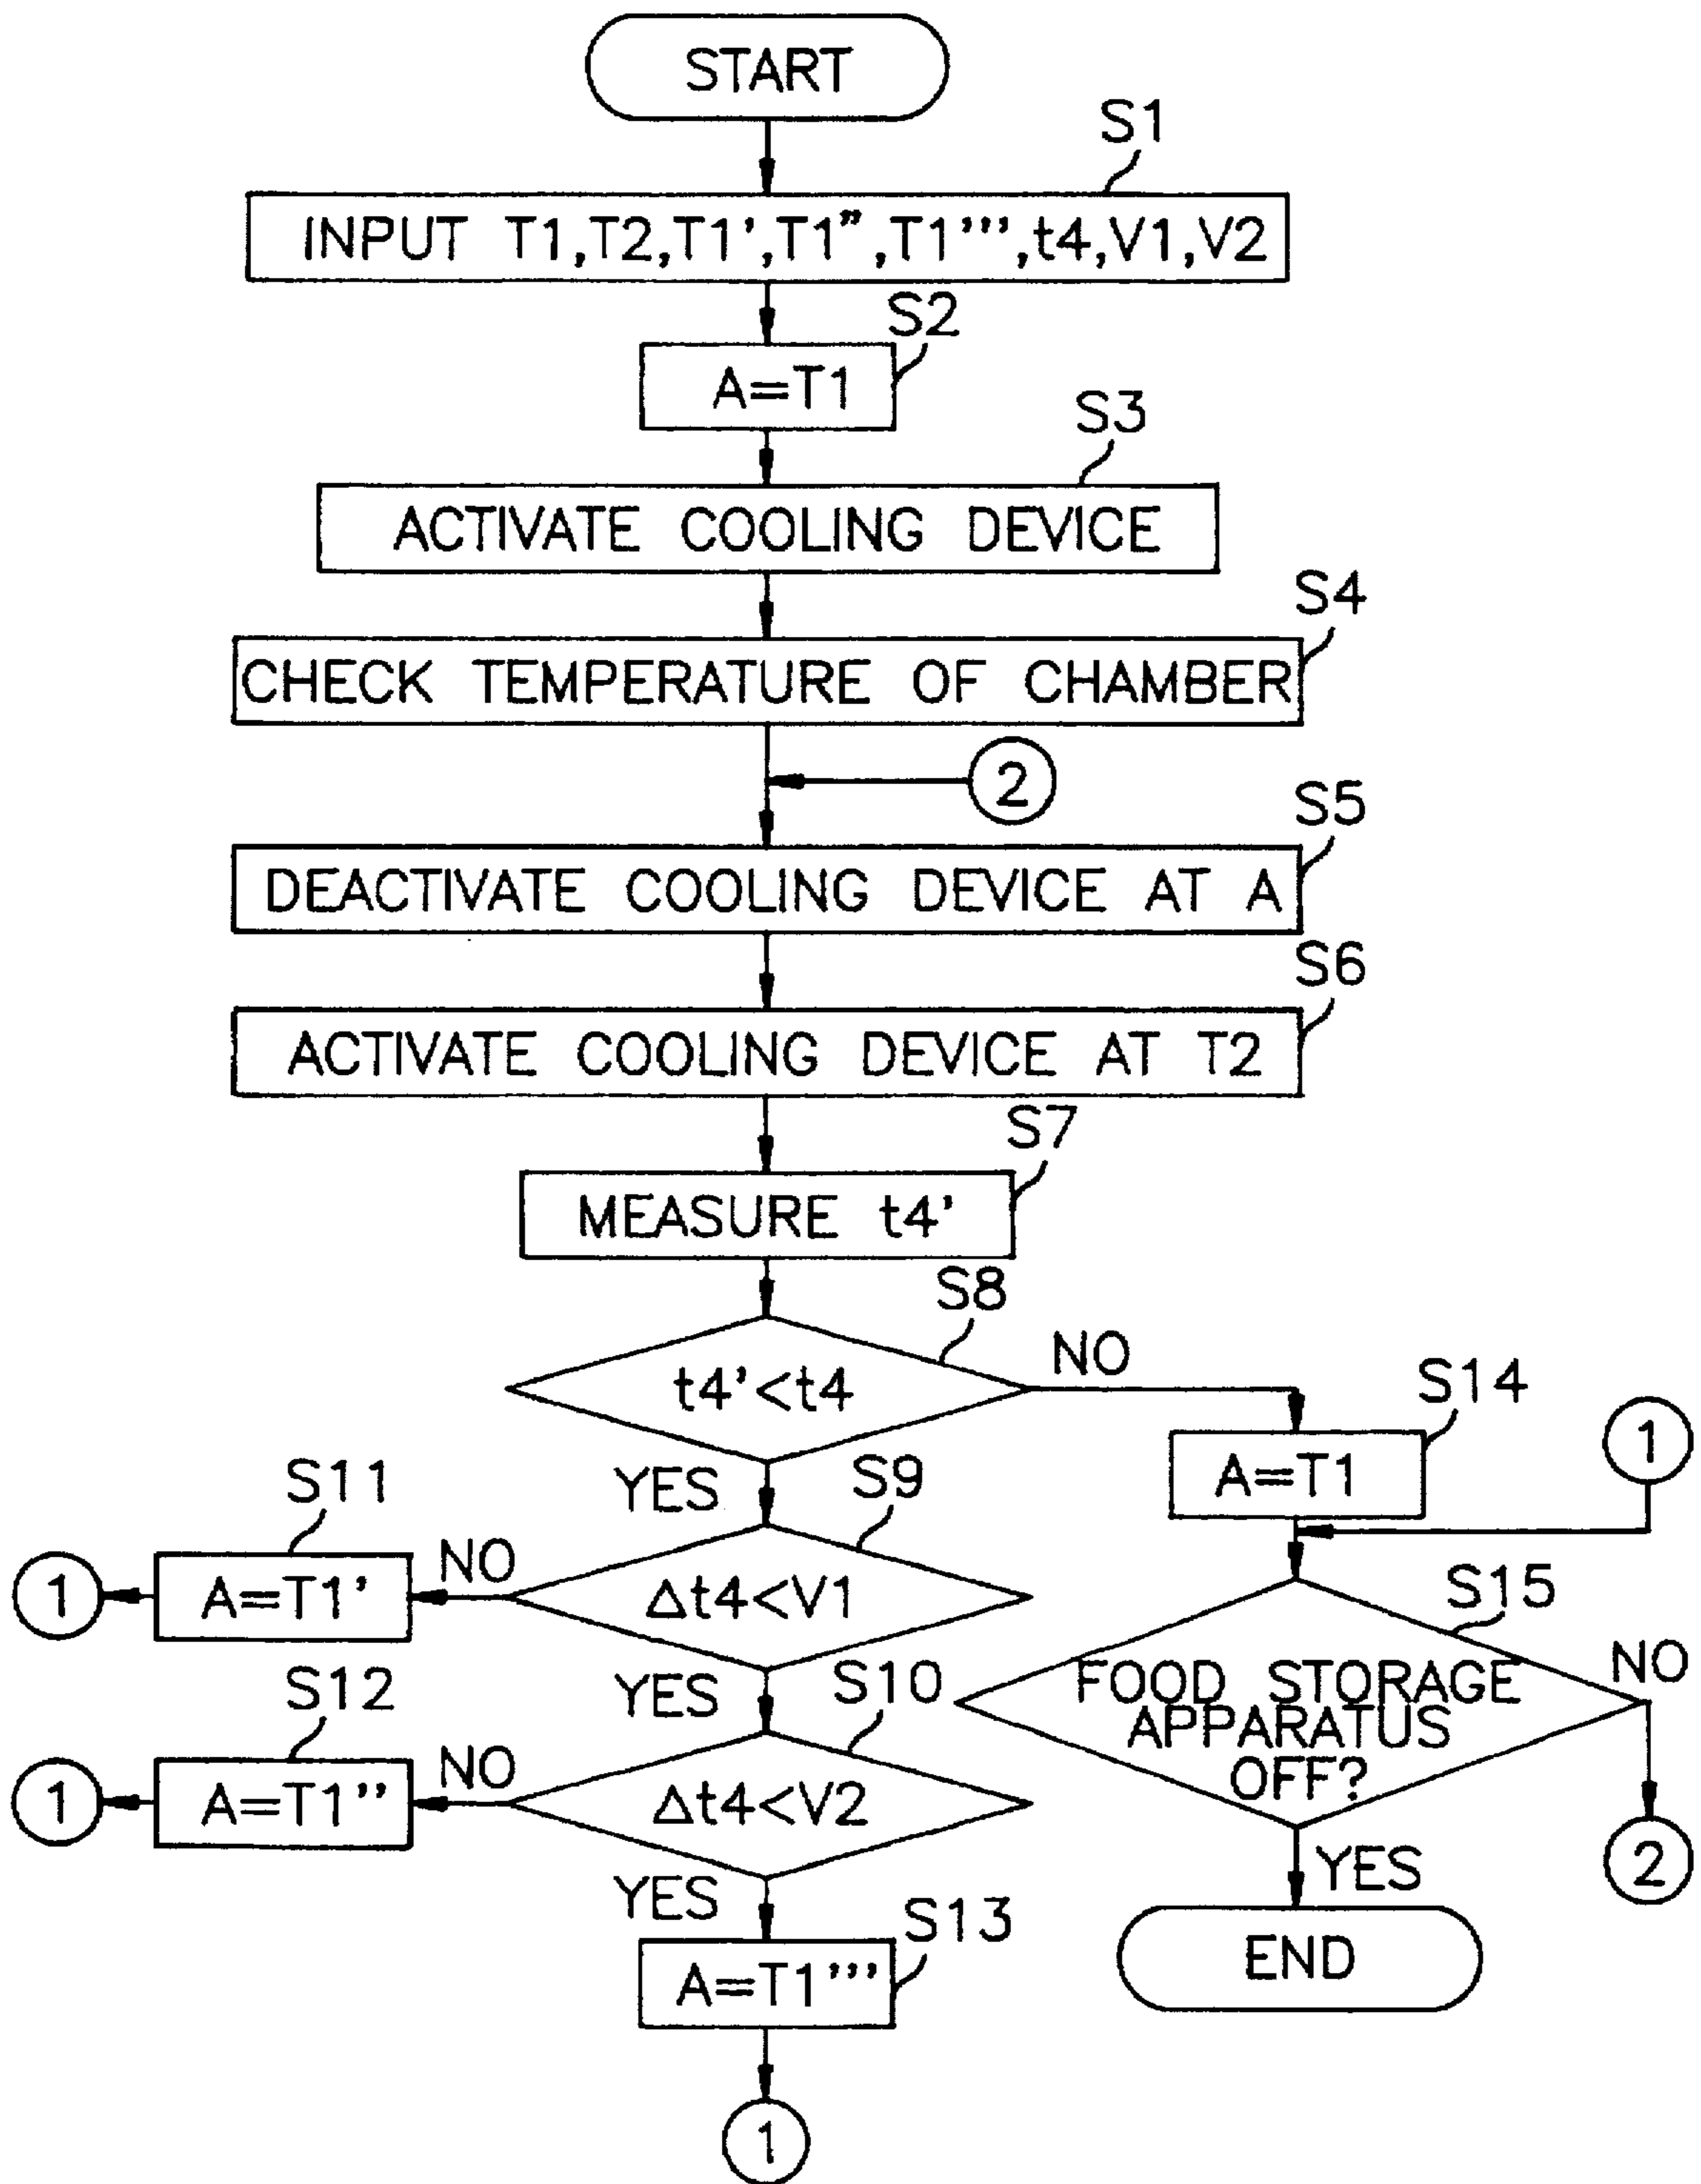 START
S1
INPUT T1,T2,T1',T1",T1''',t4,V1,V2
S2
A=T1
S3
ACTIVATE COOLING DEVICE
S4
CHECK TEMPERATURE OF CHAMBER
2
S5
DEACTIVATE COOLING DEVICE AT A
S6
ACTIVATE COOLING DEVICE AT T2
S7
MEASURE t4'
S8
t4'<t4
NO
S14
A=T1
1
YES
S9
Δt4<V1
NO
S11
A=T1'
1
YES
S10
Δt4<V2
NO
S12
A=T1''
1
YES
S13
A=T1'''
1
S15
FOOD STORAGE
APPARATUS
OFF?
NO
2
YES
END